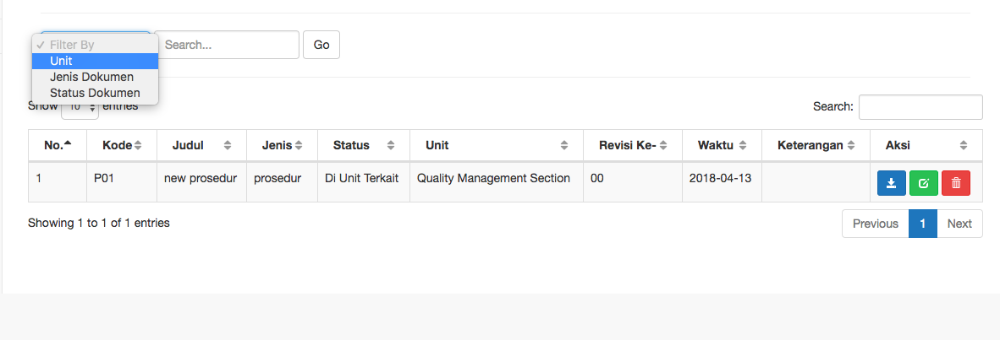 Filter By
Search...
Go
Unit
Jenis Dokumen
Status Dokumen
Show 10 entries
Search:
No. Kode Judul Jenis Status Unit Revisi Ke- Waktu Keterangan Aksi
1 P01 new prosedur prosedur Di Unit Terkait Quality Management Section 00 2018-04-13
Showing 1 to 1 of 1 entries
Previous 1 Next